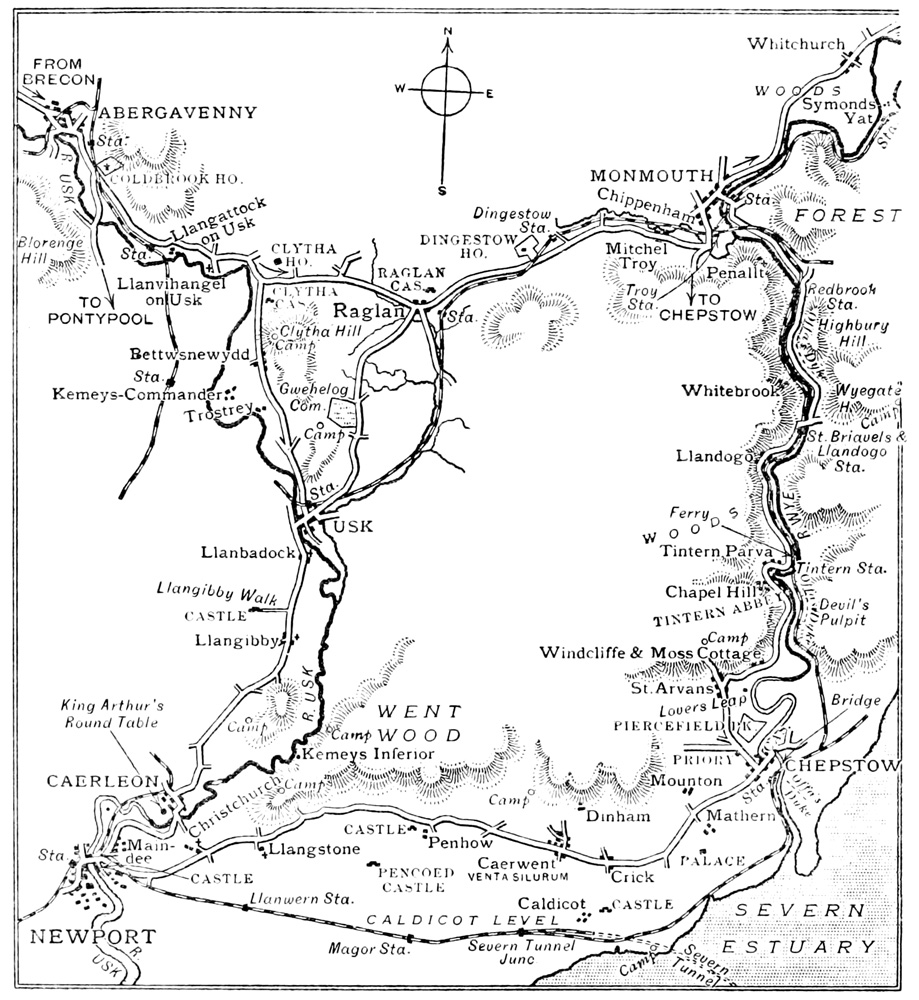 N
W
E
S
FROM
BRECON
ABERGAVENNY
Sta.
R. USK
COLDBROOK HO.
Blorenge
Hill
Llangattock
on Usk
Sta.
Llanvihangel
on Usk
TO
PONTYPOOL
CLYTHA
HO.
CLYTHA
CAS.
Clytha Hill
Camp
RAGLAN
CAS.
Raglan
Sta.
DINGESTOW
HO.
Dingestow
Sta.
Whitchurch
WOODS
Symonds
Yat
Sta.
MONMOUTH
Chippenham
Sta.
FOREST
Mitchel
Troy
Troy
Sta.
Penallt
TO
CHEPSTOW
Redbrook
Sta.
Highbury
Hill
Bettwsnewydd
Sta.
Kemeys-Commander
Trostrey
Gwehelog
Com.
Camp
Whitebrook
Wyegate
H.
Camp
St. Briavels &
Llandogo
Sta.
Llandogo
Sta.
USK
Llanbadock
Ferry
WOODS
R. WYE
Tintern Parva
Tintern Sta.
Llangibby Walk
CASTLE
Llangibby
Chapel Hill
TINTERN ABBEY
Devil's
Pulpit
Camp
Windcliffe & Moss Cottage
St. Arvans
Lovers Leap
PIERCEFIELD PK.
Bridge
King Arthur's
Round Table
R. USK
Camp
WENT
WOOD
Camp
Kemeys Inferior
CAERLEON
Christchurch
Camp
PRIORY
CHEPSTOW
Mounton
Sta.
Offa's
Dyke
Camp
Dinham
Mathern
Sta.
Main-
dee
CASTLE
Llangstone
CASTLE
Penhow
PENCOED
CASTLE
Caerwent
VENTA SILURUM
Crick
PALACE
Llanwern Sta.
CALDICOT LEVEL
Caldicot
CASTLE
NEWPORT
R.
USK
Magor Sta.
Severn Tunnel
Junc
Camp
Severn
Tunnel
SEVERN
ESTUARY